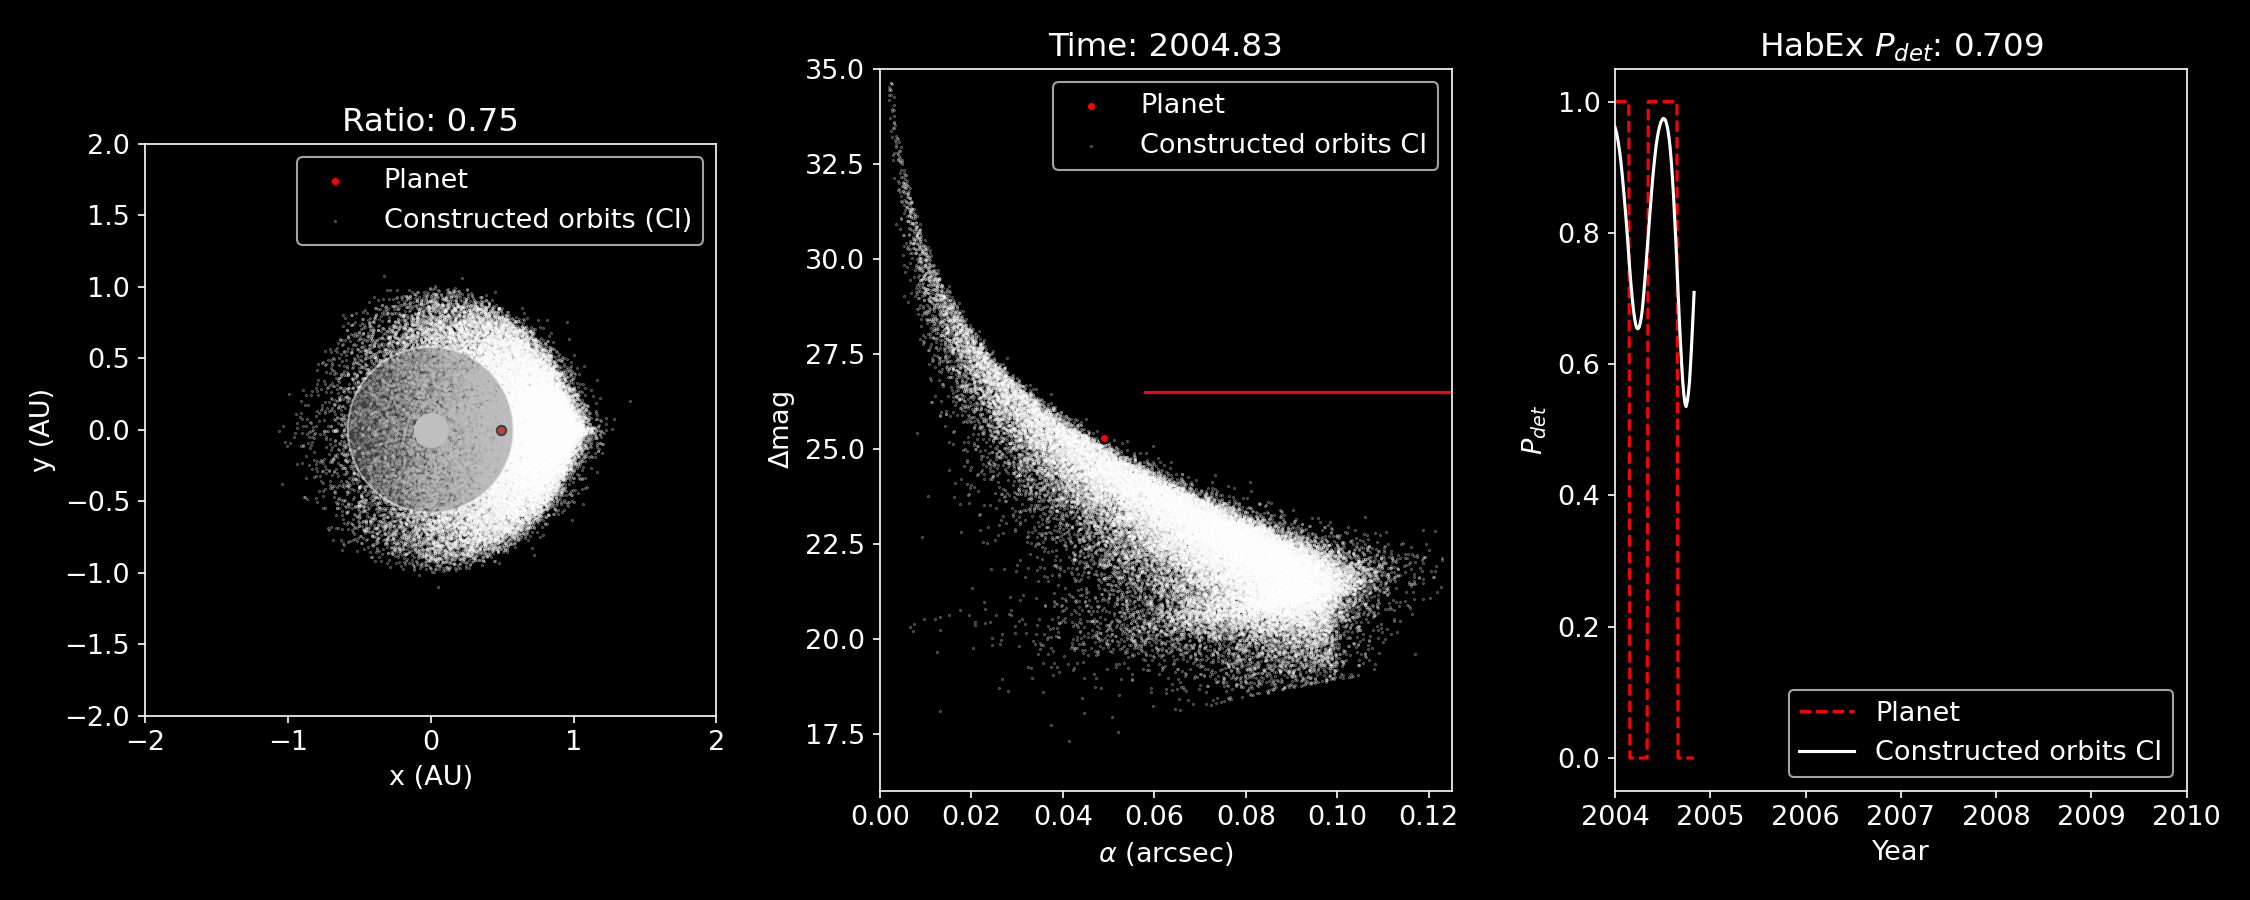 Ratio: 0.75
2.0
1.5
1.0
0.5
0.0
−0.5
−1.0
−1.5
−2.0
y (AU)
Planet
Constructed orbits (CI)
−2 −1 0 1 2
x (AU)
Time: 2004.83
35.0
32.5
30.0
27.5
25.0
22.5
20.0
17.5
Δmag
Planet
Constructed orbits CI
0.00 0.02 0.04 0.06 0.08 0.10 0.12
α (arcsec)
HabEx P_det: 0.709
1.0
0.8
0.6
0.4
0.2
0.0
P_det
Planet
Constructed orbits CI
2004 2005 2006 2007 2008 2009 2010
Year